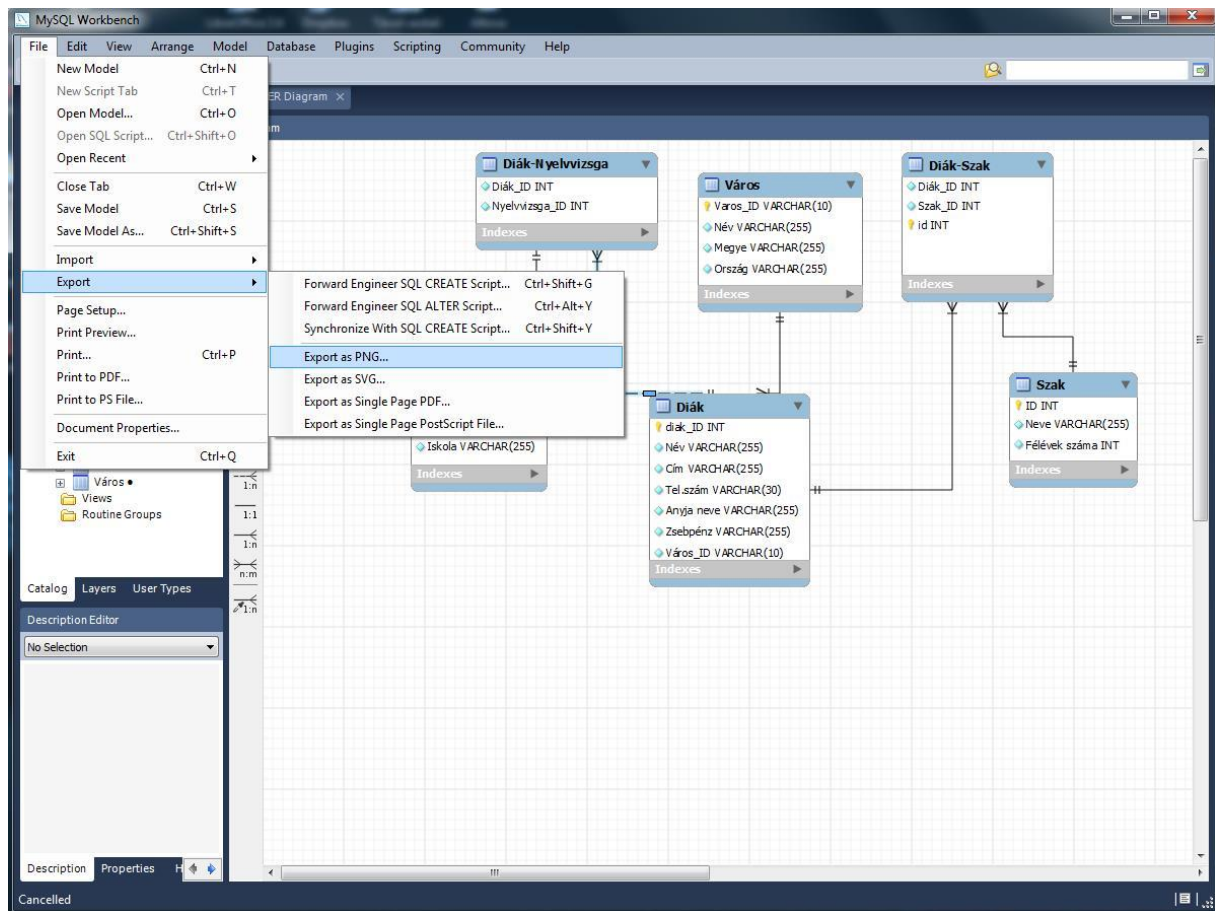 MySQL Workbench
File Edit View Arrange Model Database Plugins Scripting Community Help
New Model Ctrl+N
New Script Tab Ctrl+T
Open Model... Ctrl+O
Open SQL Script... Ctrl+Shift+O
Open Recent
Close Tab Ctrl+W
Save Model Ctrl+S
Save Model As... Ctrl+Shift+S
Import
Export
Page Setup...
Print Preview...
Print... Ctrl+P
Print to PDF...
Print to PS File...
Document Properties...
Exit Ctrl+Q
Forward Engineer SQL CREATE Script... Ctrl+Shift+G
Forward Engineer SQL ALTER Script... Ctrl+Alt+Y
Synchronize With SQL CREATE Script... Ctrl+Shift+Y
Export as PNG...
Export as SVG...
Export as Single Page PDF...
Export as Single Page PostScript File...
ER Diagram
Diák-Nyelvvizsga
Diák_ID INT
Nyelvvizsga_ID INT
Indexes
Város
Varos_ID VARCHAR(10)
Név VARCHAR(255)
Megye VARCHAR(255)
Ország VARCHAR(255)
Indexes
Diák-Szak
Diák_ID INT
Szak_ID INT
id INT
Indexes
Szak
ID INT
Neve VARCHAR(255)
Félévek száma INT
Indexes
Diák
diak_ID INT
Név VARCHAR(255)
Cím VARCHAR(255)
Tel.szám VARCHAR(30)
Anyja neve VARCHAR(255)
Zsebpénz VARCHAR(255)
Város_ID VARCHAR(10)
Indexes
Iskola VARCHAR(255)
Indexes
Város
Views
Routine Groups
1:n
1:1
1:n
n:m
1:n
Catalog Layers User Types
Description Editor
No Selection
Description Properties H
Cancelled